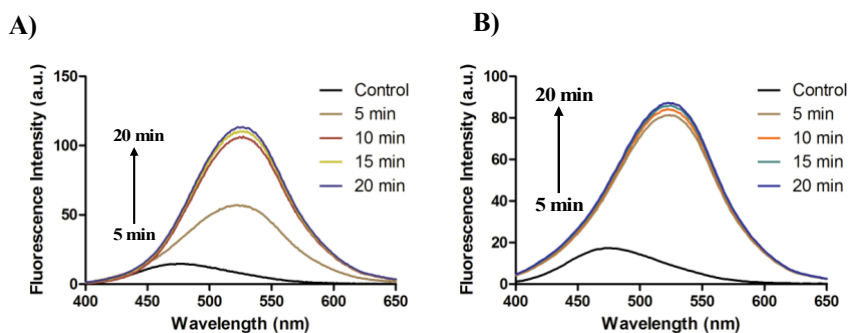 A)
Fluorescence Intensity (a.u.)
150
100
50
0
400 450 500 550 600 650
Wavelength (nm)
20 min
5 min
Control
5 min
10 min
15 min
20 min
B)
Fluorescence Intensity (a.u.)
100
80
60
40
20
0
400 450 500 550 600 650
Wavelength (nm)
20 min
5 min
Control
5 min
10 min
15 min
20 min